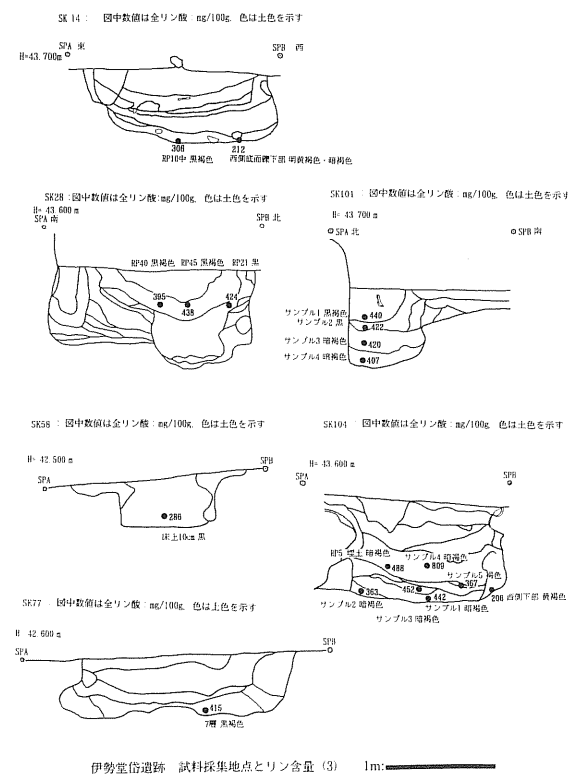 SK14 : 図中数値は全リン酸:mg/100g, 色は土色を示す
SPA 東
SPB 西
H=43.700m
306
212
RP10中 黒褐色
西側底面礫下部 明黄褐色・暗褐色
SK28 :図中数値は全リン酸:mg/100g, 色は土色を示す
H= 43.600m
SPA 南
SPB 北
RP40 黒褐色
RP45 黒褐色
RP21 黒
395
438
424
SK101 : 図中数値は全リン酸:mg/100g, 色は土色を示す
H= 43.700m
SPA 北
SPB 南
サンプル1 黒褐色
440
サンプル2 黒
422
サンプル3 暗褐色
420
サンプル4 暗褐色
407
SK58 : 図中数値は全リン酸:mg/100g, 色は土色を示す
H= 42.500m
SPA
SPB
286
床上10cm 黒
SK104 : 図中数値は全リン酸:mg/100g, 色は土色を示す
H= 43.600m
SPA
SPB
RP5 埋土 暗褐色
488
サンプル4 暗褐色
809
サンプル5 褐色
367
363
452
442
206 西側下部 黄褐色
サンプル2 暗褐色
サンプル1 暗褐色
サンプル3 暗褐色
SK77 : 図中数値は全リン酸:mg/100g, 色は土色を示す
H= 42.600m
SPA
SPB
415
7層 黒褐色
伊勢堂岱遺跡 試料採集地点とリン含量 (3)
1m: